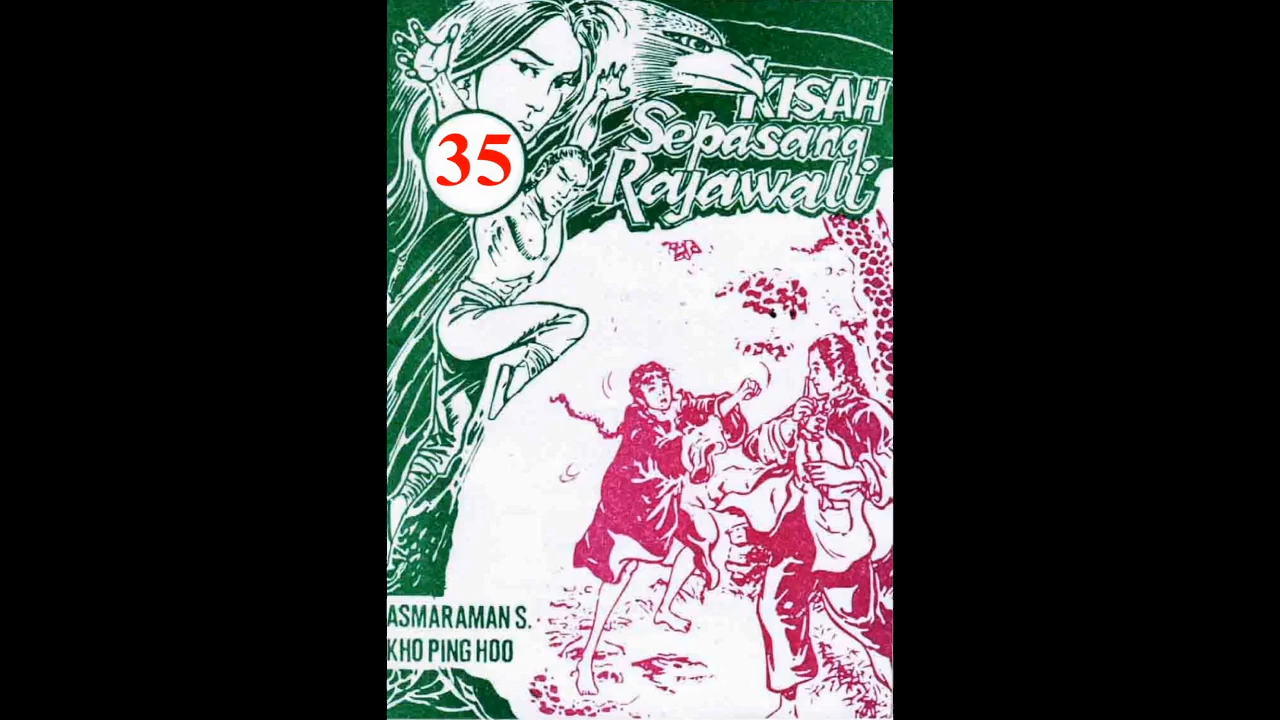 35
KISAH
Sepasang
Rajawali
ASMARAMAN S.
KHO PING HOO